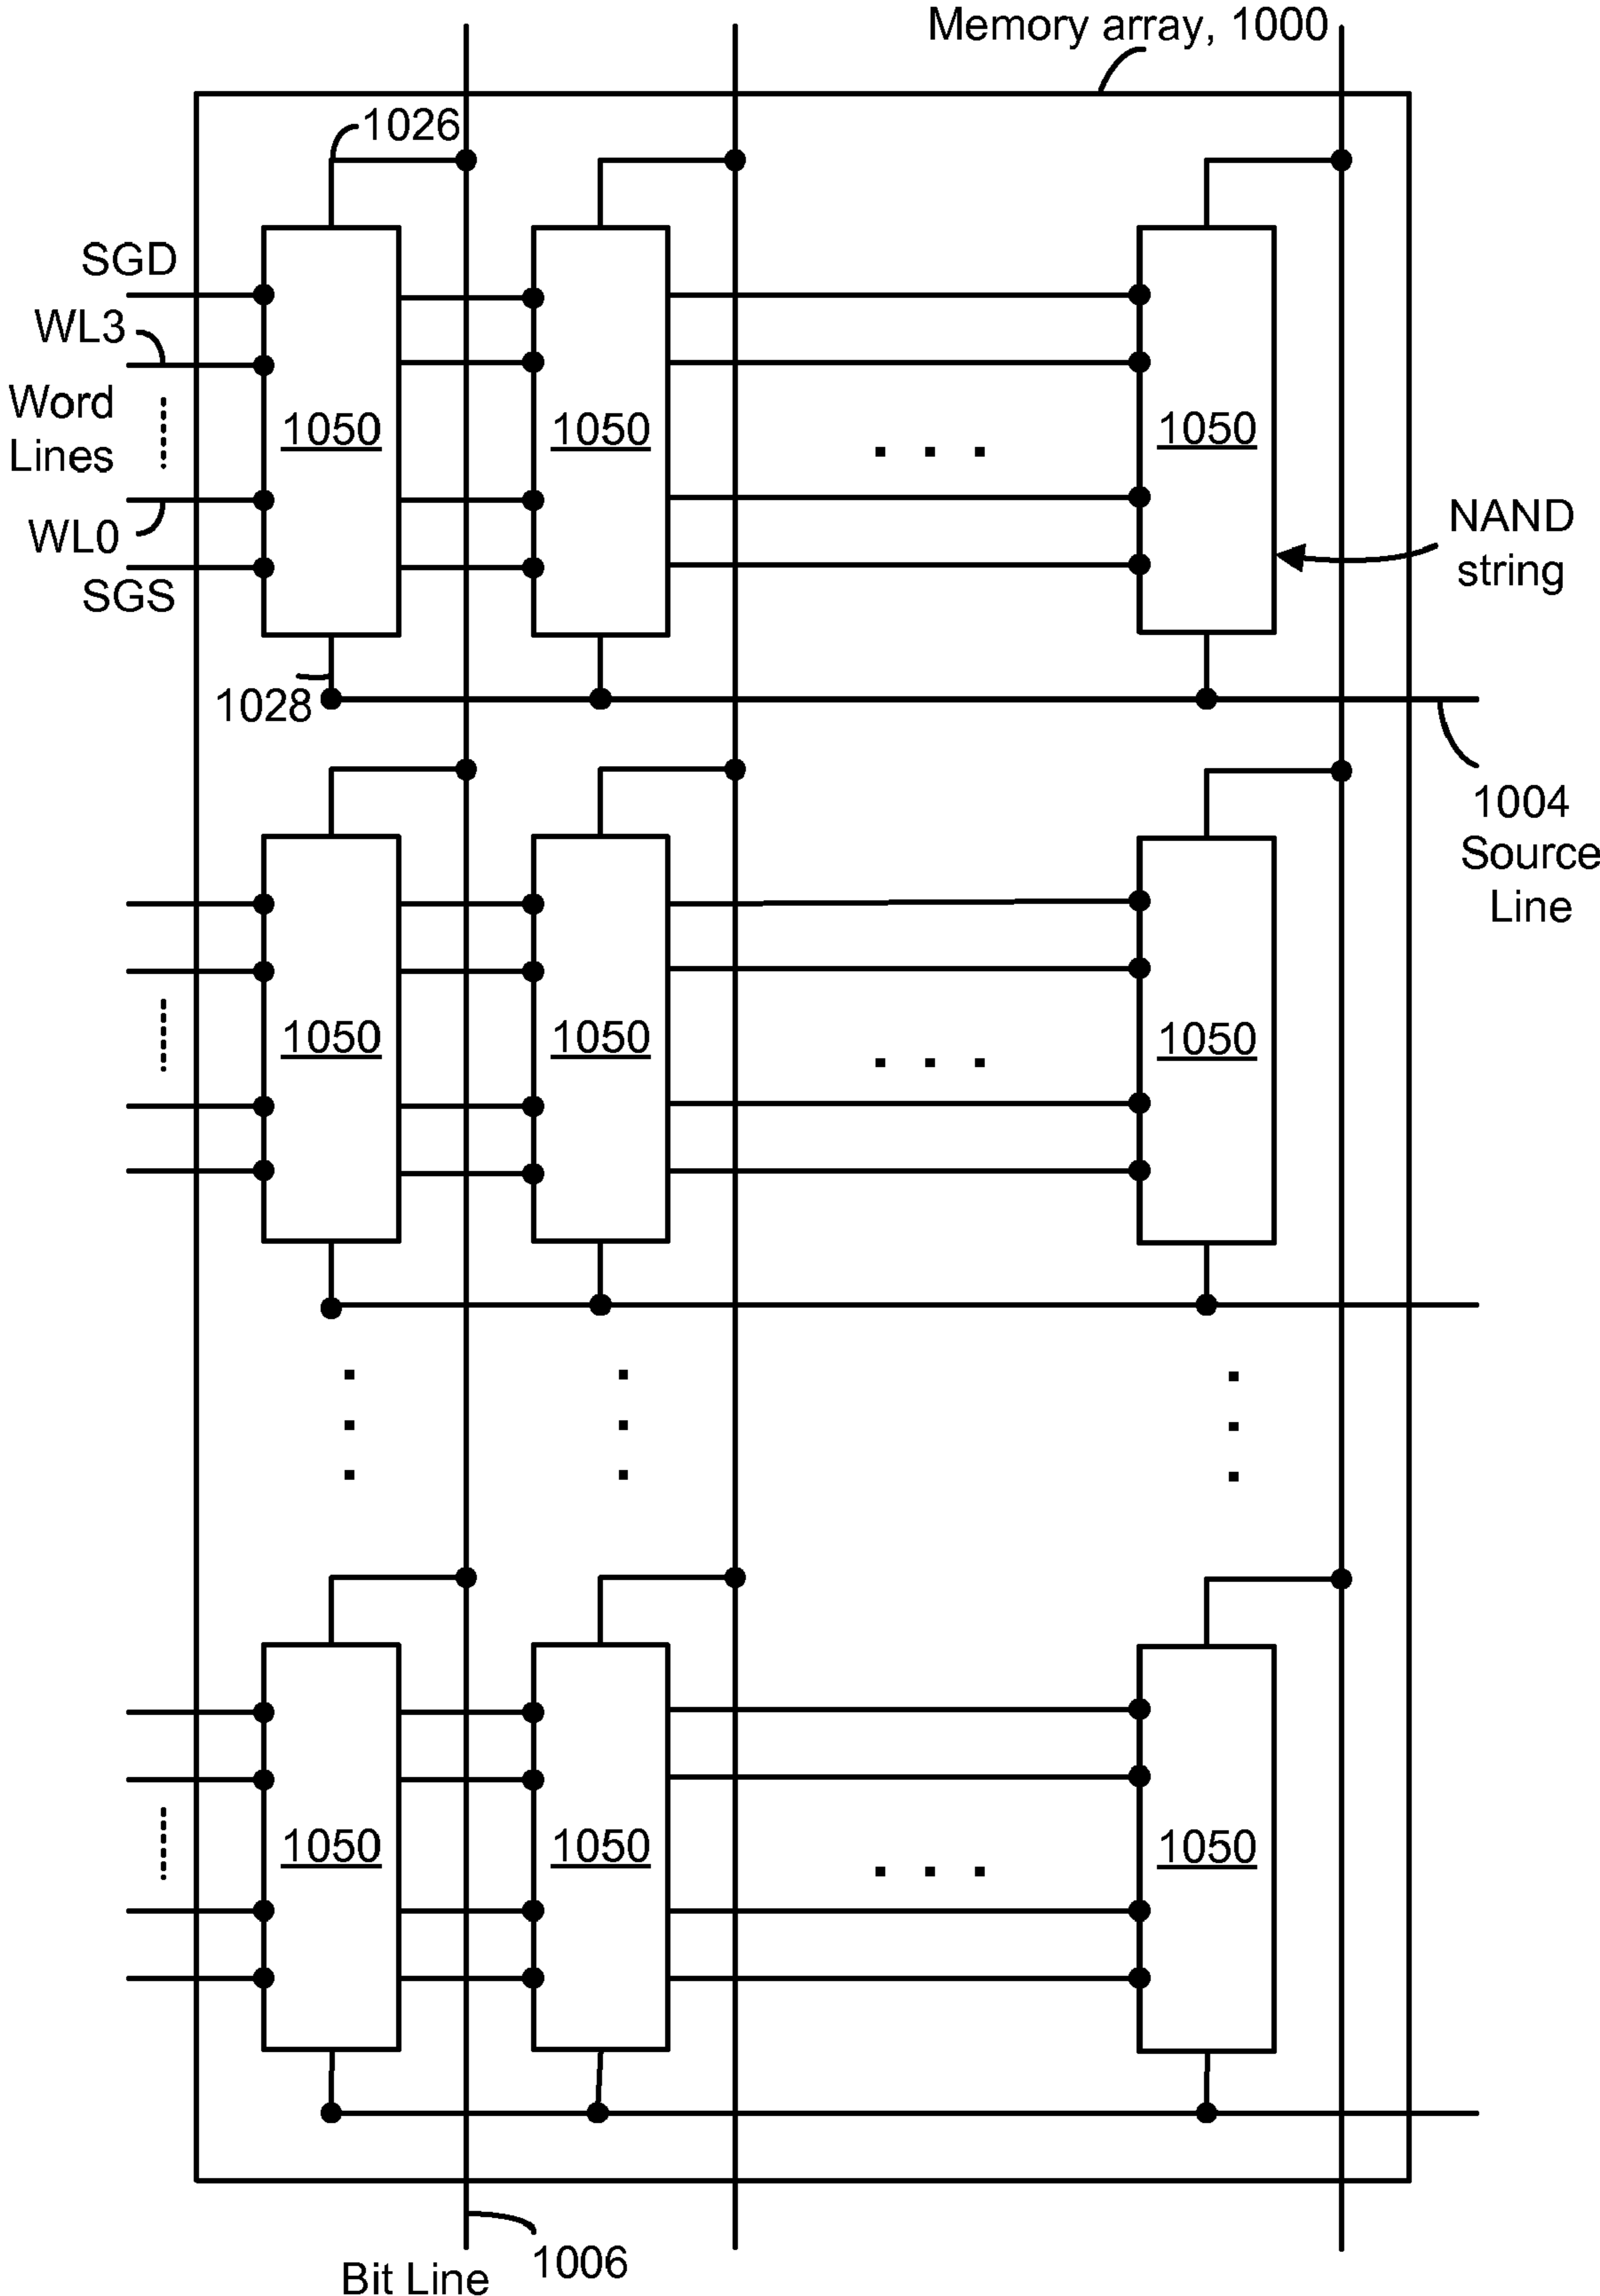 Memory array, 1000
1026
SGD
WL3
Word
Lines
WL0
SGS
1050
1050
. . .
1050
NAND
string
1028
1004
Source
Line
1050
1050
. . .
1050
1050
1050
. . .
1050
1006
Bit Line